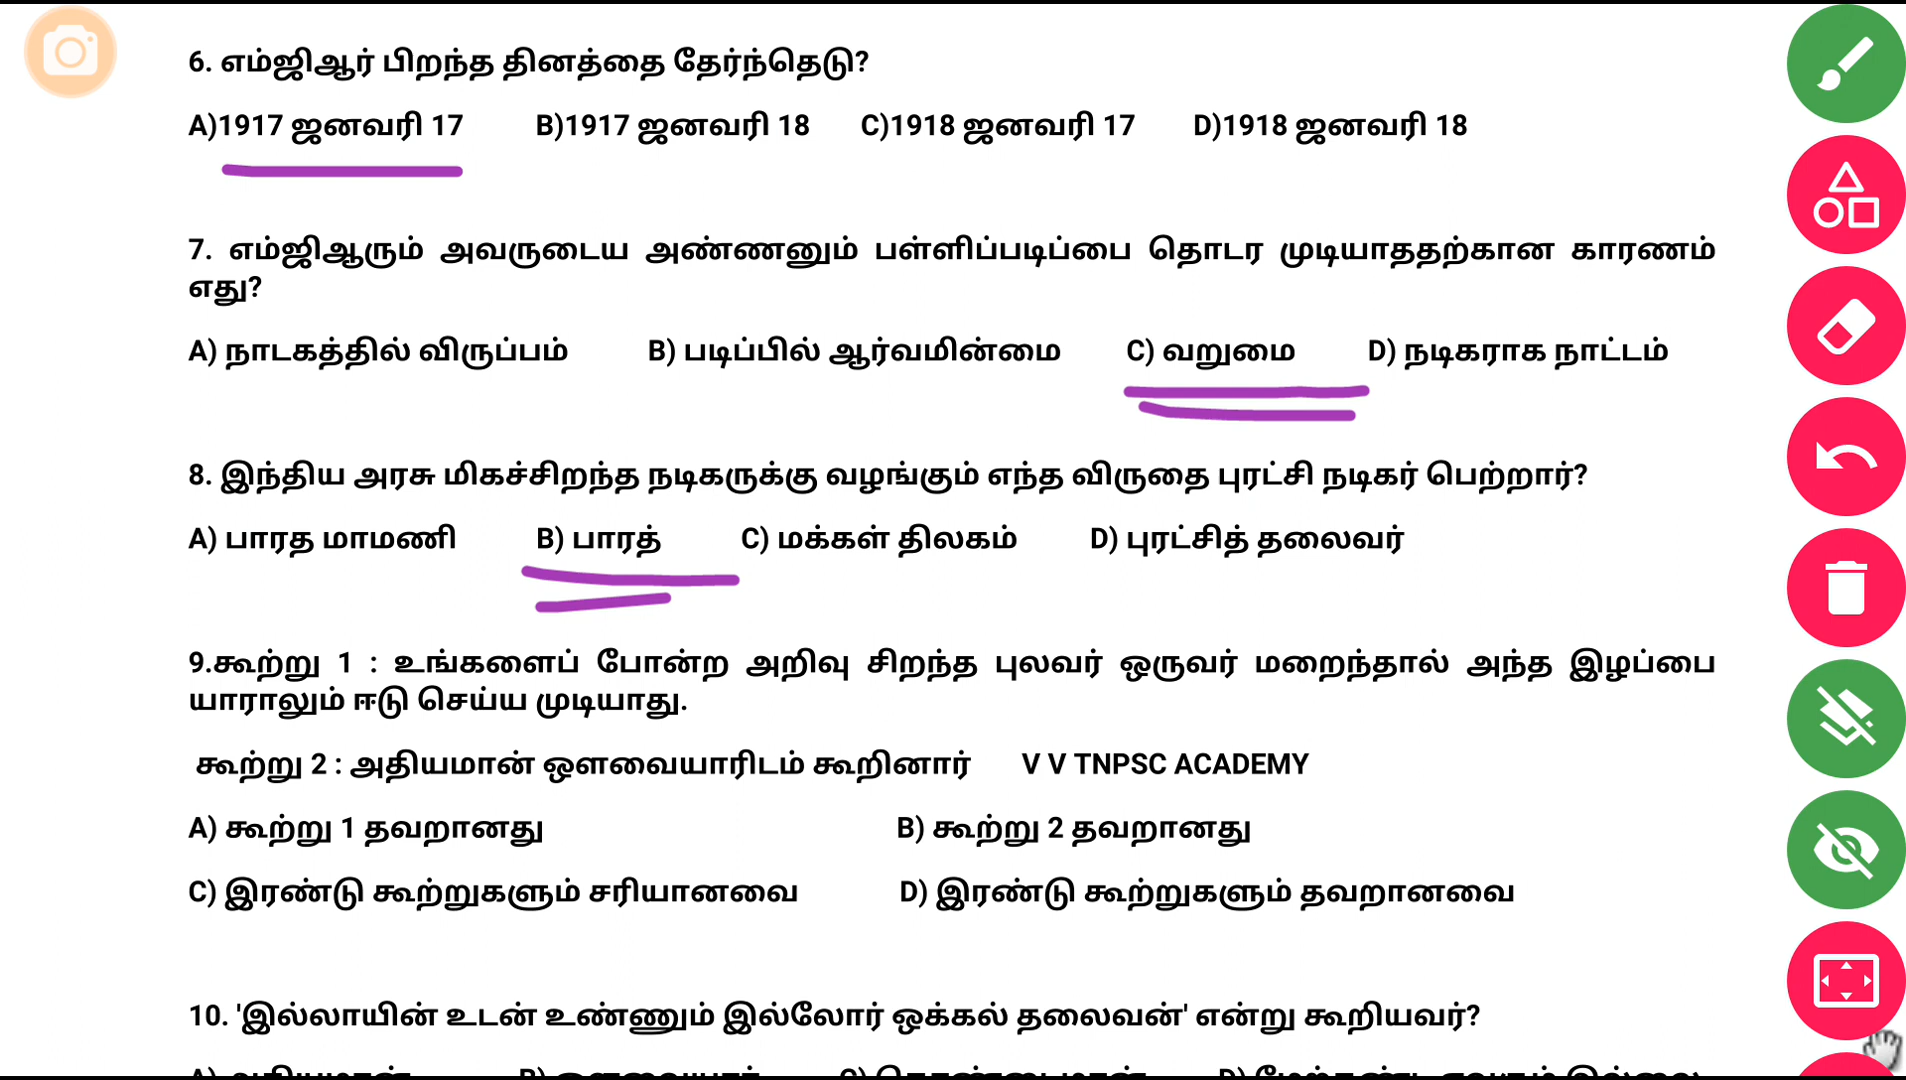 6. எம்ஜிஆர் பிறந்த தினத்தை தேர்ந்தெடு?
A)1917 ஜனவரி 17 B)1917 ஜனவரி 18 C)1918 ஜனவரி 17 D)1918 ஜனவரி 18
7. எம்ஜிஆரும் அவருடைய அண்ணனும் பள்ளிப்படிப்பை தொடர முடியாததற்கான காரணம்
எது?
A) நாடகத்தில் விருப்பம் B) படிப்பில் ஆர்வமின்மை C) வறுமை D) நடிகராக நாட்டம்
8. இந்திய அரசு மிகச்சிறந்த நடிகருக்கு வழங்கும் எந்த விருதை புரட்சி நடிகர் பெற்றார்?
A) பாரத மாமணி B) பாரத் C) மக்கள் திலகம் D) புரட்சித் தலைவர்
9.கூற்று 1 : உங்களைப் போன்ற அறிவு சிறந்த புலவர் ஒருவர் மறைந்தால் அந்த இழப்பை
யாராலும் ஈடு செய்ய முடியாது.
கூற்று 2 : அதியமான் ஔவையாரிடம் கூறினார் V V TNPSC ACADEMY
A) கூற்று 1 தவறானது B) கூற்று 2 தவறானது
C) இரண்டு கூற்றுகளும் சரியானவை D) இரண்டு கூற்றுகளும் தவறானவை
10. 'இல்லாயின் உடன் உண்ணும் இல்லோர் ஒக்கல் தலைவன்' என்று கூறியவர்?